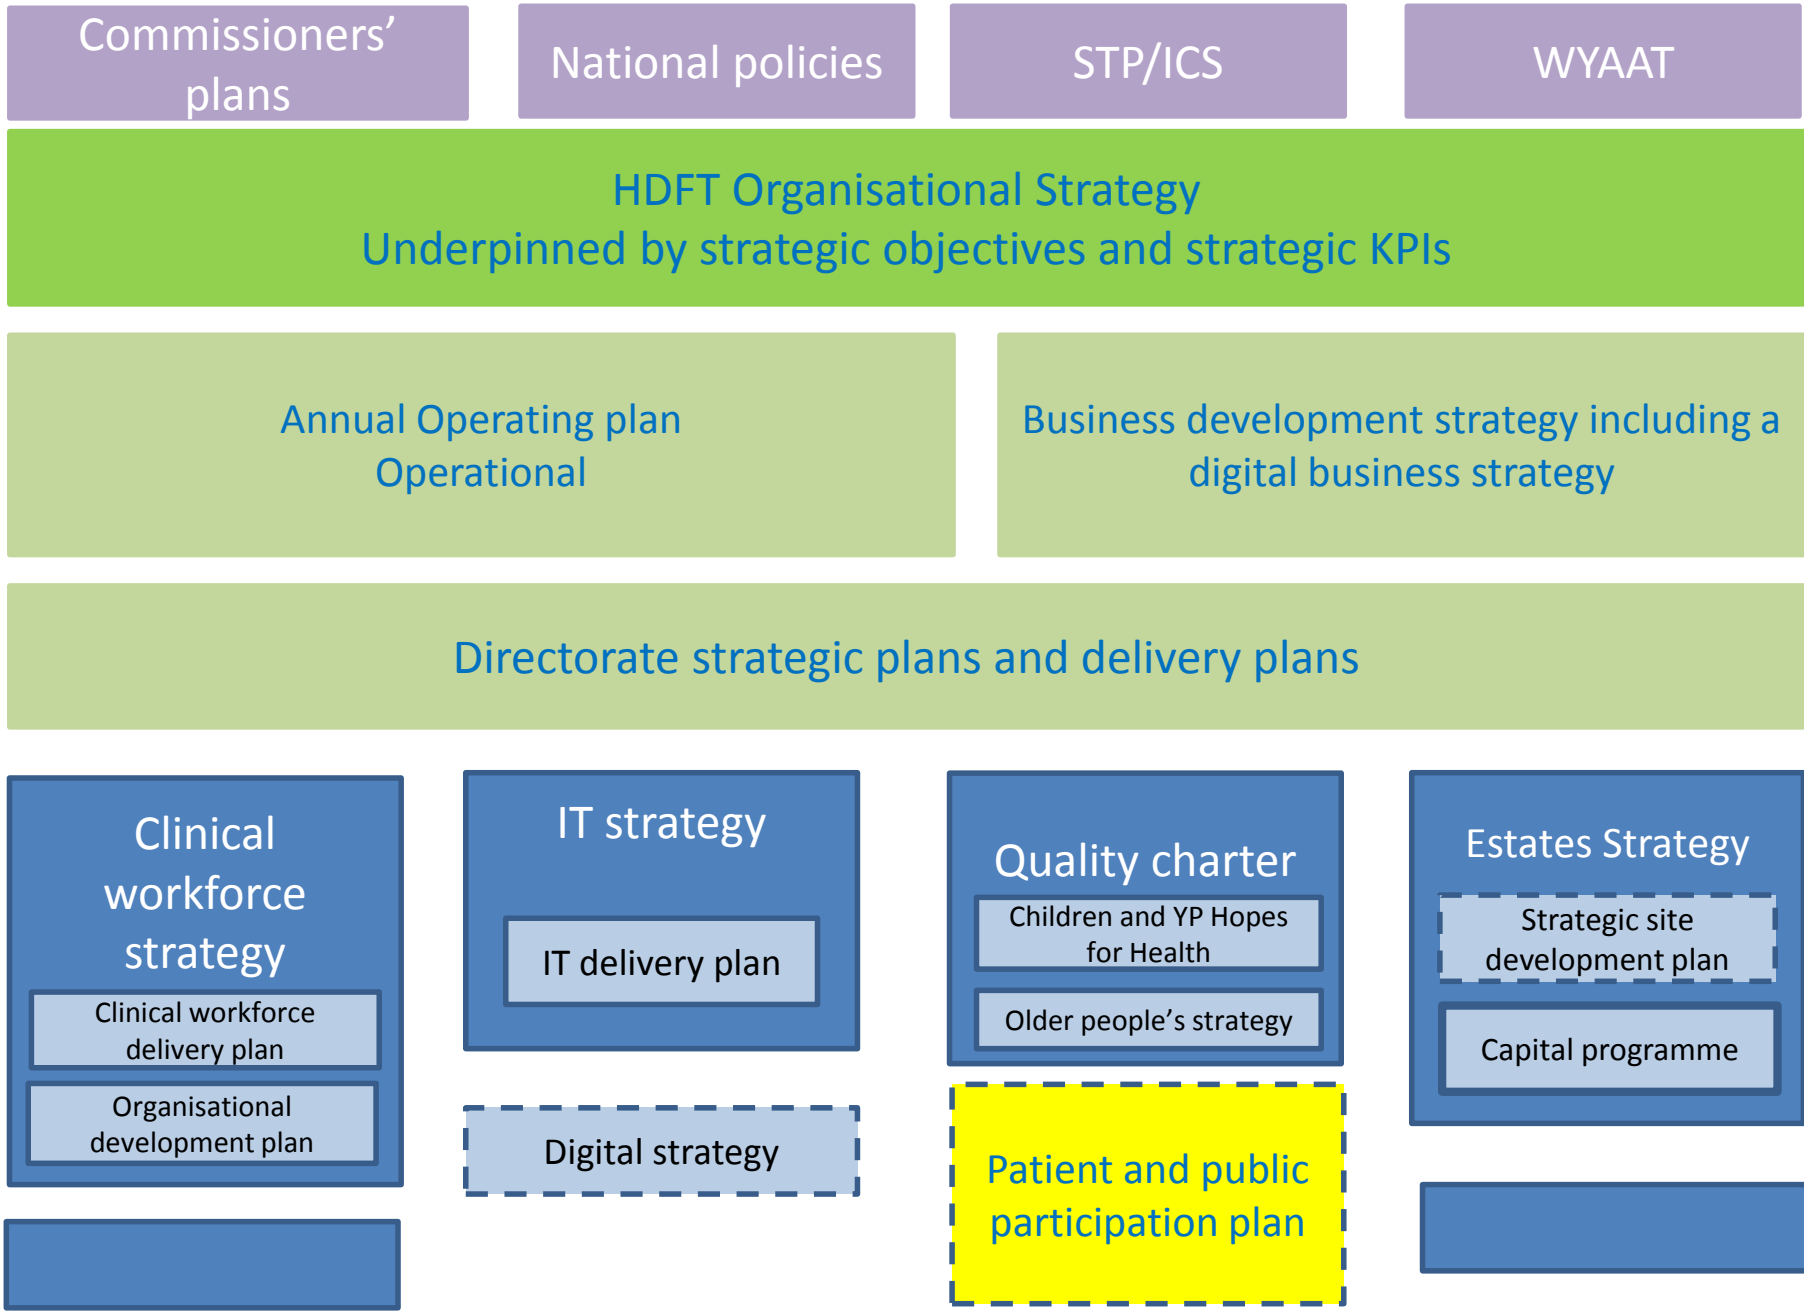 Commissioners’
plans
National policies
STP/ICS
WYAAT
HDFT Organisational Strategy
Underpinned by strategic objectives and strategic KPIs
Annual Operating plan
Operational
Business development strategy including a
digital business strategy
Directorate strategic plans and delivery plans
Clinical
workforce
strategy
Clinical workforce
delivery plan
Organisational
development plan
IT strategy
IT delivery plan
Digital strategy
Quality charter
Children and YP Hopes
for Health
Older people’s strategy
Patient and public
participation plan
Estates Strategy
Strategic site
development plan
Capital programme